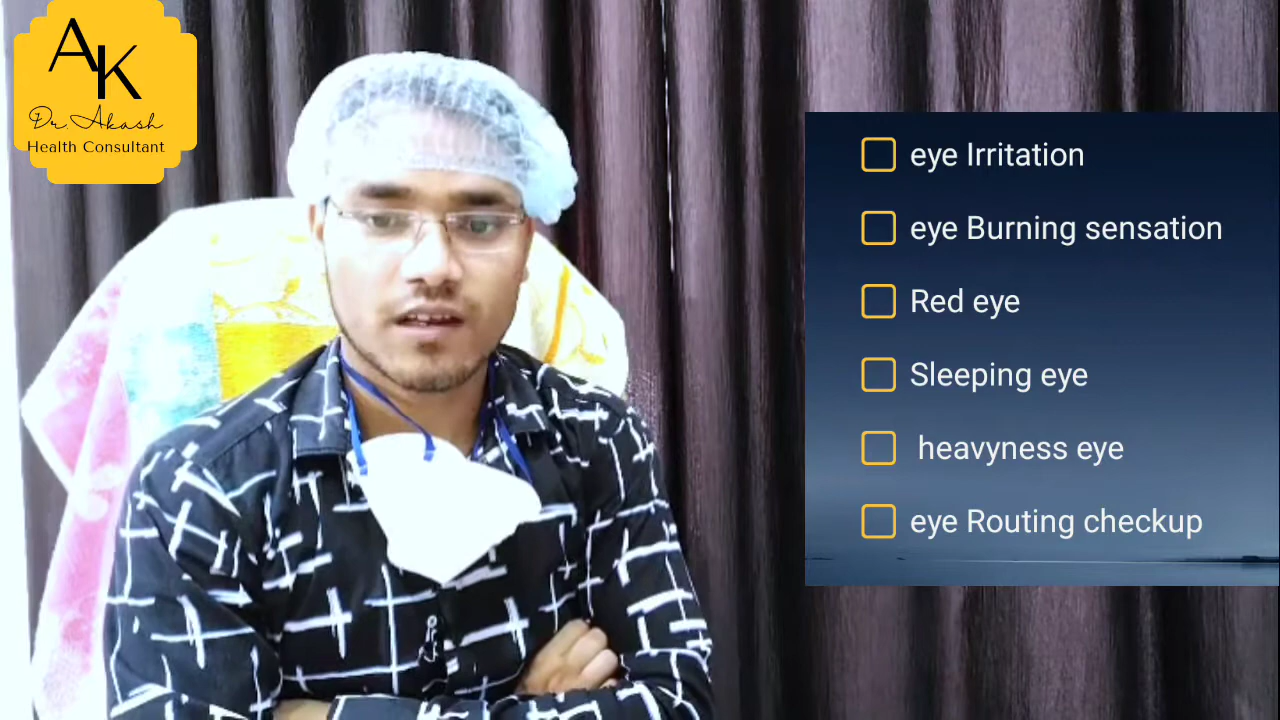 AK
Dr. Akash
Health Consultant
eye Irritation
eye Burning sensation
Red eye
Sleeping eye
heavyness eye
eye Routing checkup